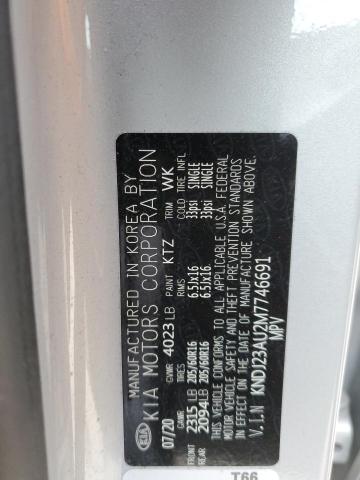 MANUFACTURED IN KOREA BY
KIA KIA MOTORS CORPORATION
07/20 GVWR 4023 LB PAINT KTZ TRIM WK
GAWR TIRES RIMS COLD TIRE INFL
FRONT 2315 LB 205/60R16 6.5Jx16 33psi SINGLE
REAR 2094LB 205/60R16 6.5Jx16 33psi SINGLE
THIS VEHICLE CONFORMS TO ALL APPLICABLE U.S.A FEDERAL
MOTOR VEHICLE SAFETY AND THEFT PREVENTION STANDARDS
IN EFFECT ON THE DATE OF MANUFACTURE SHOWN ABOVE.
V.I.N KNDJ23AU2M7746691
MPV
T66